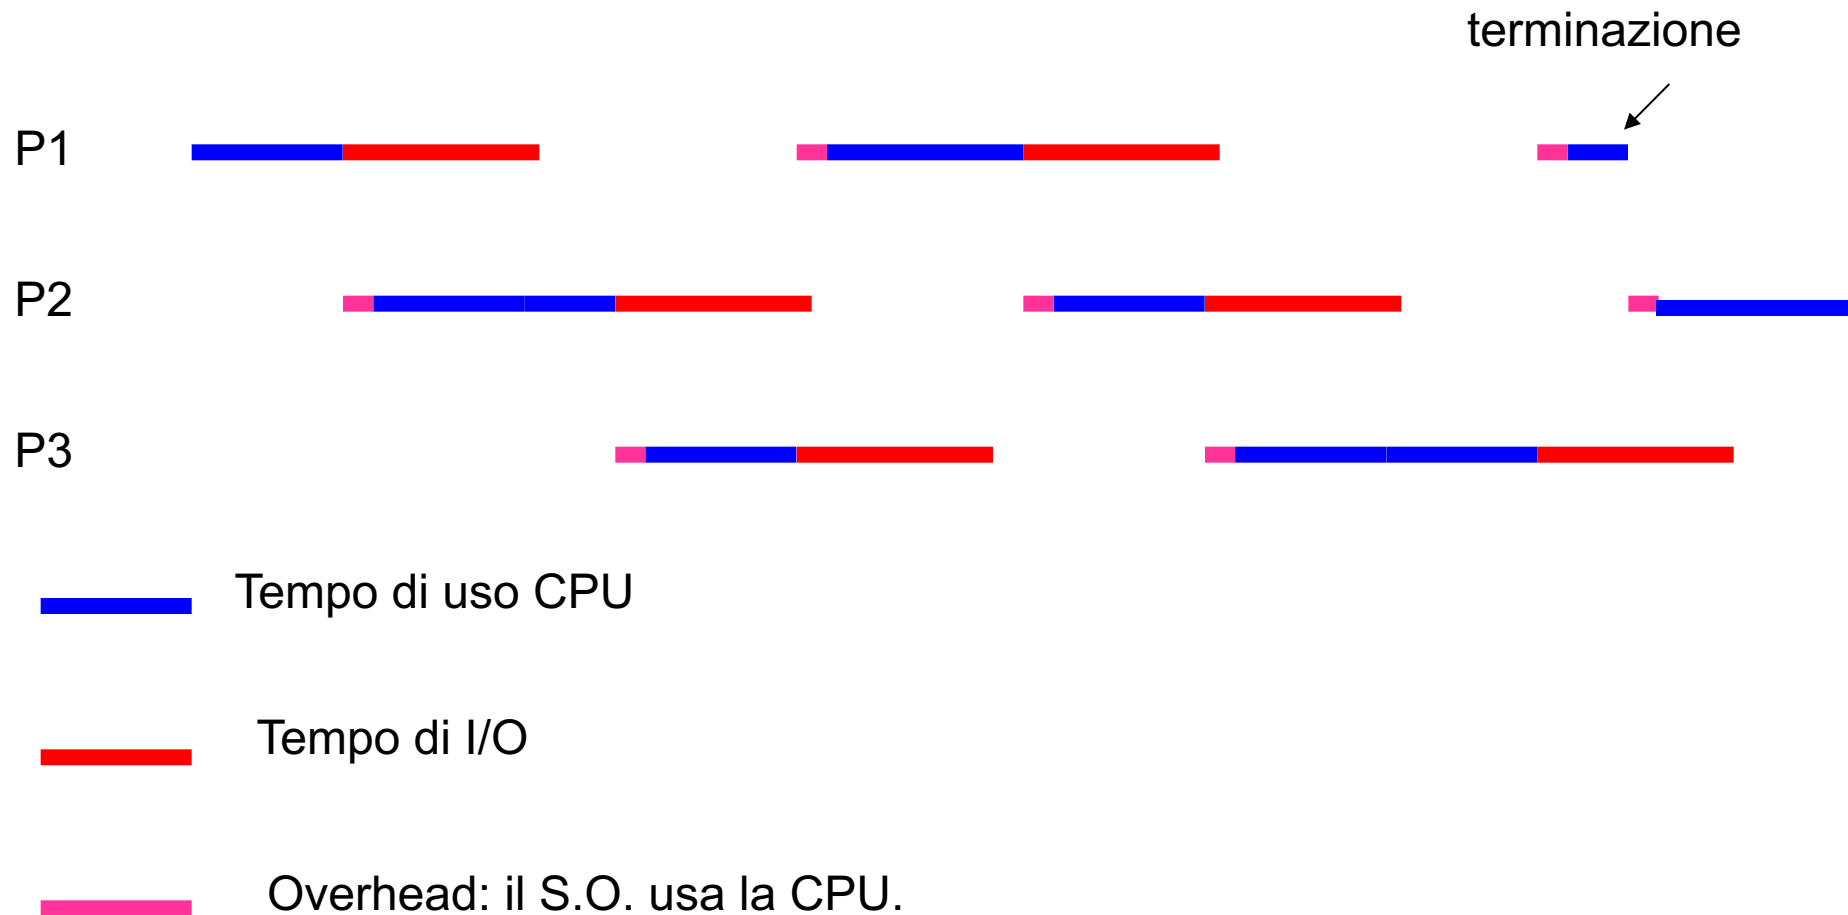 terminazione
P1
P2
P3
Tempo di uso CPU
Tempo di I/O
Overhead: il S.O. usa la CPU.